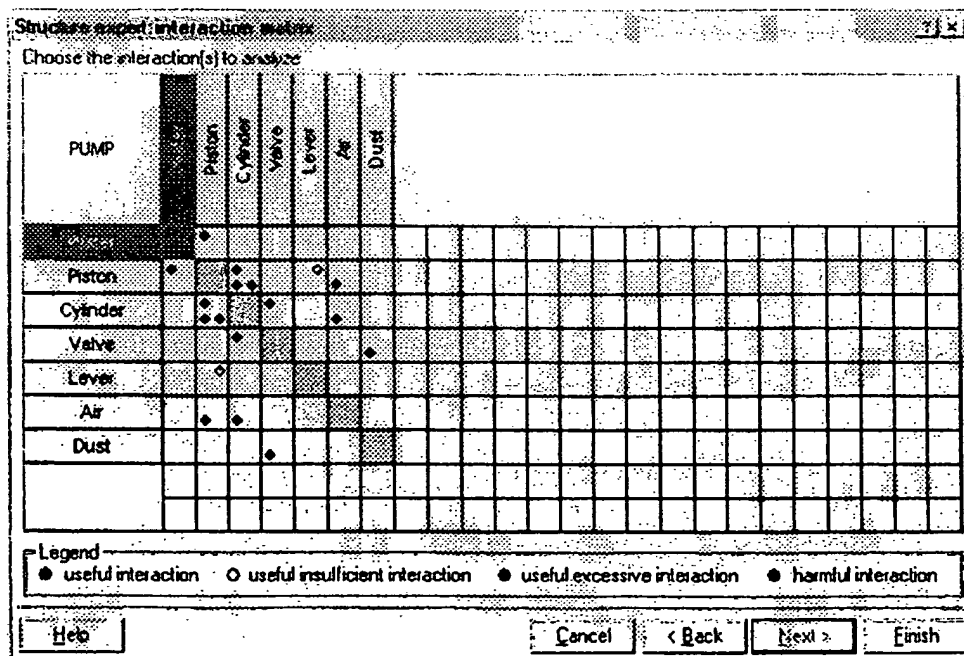 Structure expert: interaction matrix
Choose the interaction(s) to analyze
PUMP
Piston
Cylinder
Valve
Lever
Air
Dust
Piston
Cylinder
Valve
Lever
Air
Dust
Legend
useful interaction
useful insufficient interaction
useful excessive interaction
harmful interaction
Help
Cancel
< Back
Next >
Finish